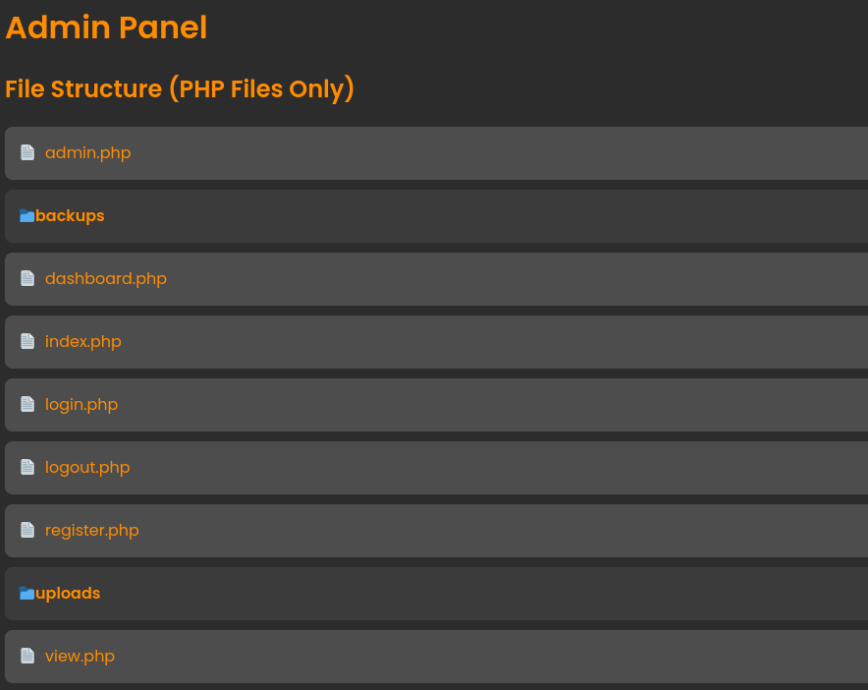 Admin Panel
File Structure (PHP Files Only)
admin.php
backups
dashboard.php
index.php
login.php
logout.php
register.php
uploads
view.php